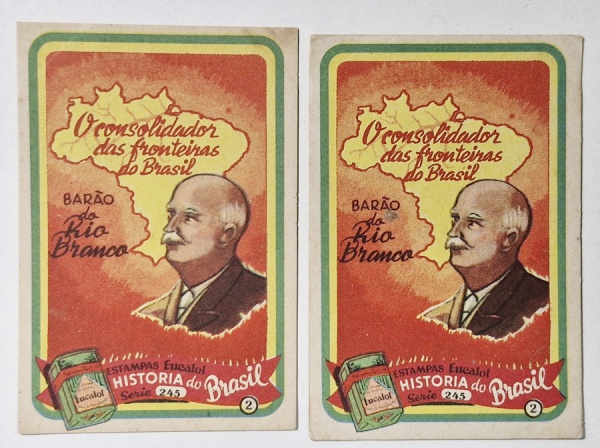 O consolidador
das fronteiras
do Brasil
BARÃO
do
Rio
Branco
ESTAMPAS Eucalol
HISTORIA do Brasil
Serie 245
Eucalol
2
O consolidador
das fronteiras
do Brasil
BARÃO
do
Rio
Branco
ESTAMPAS Eucalol
HISTORIA do Brasil
Serie 245
Eucalol
2